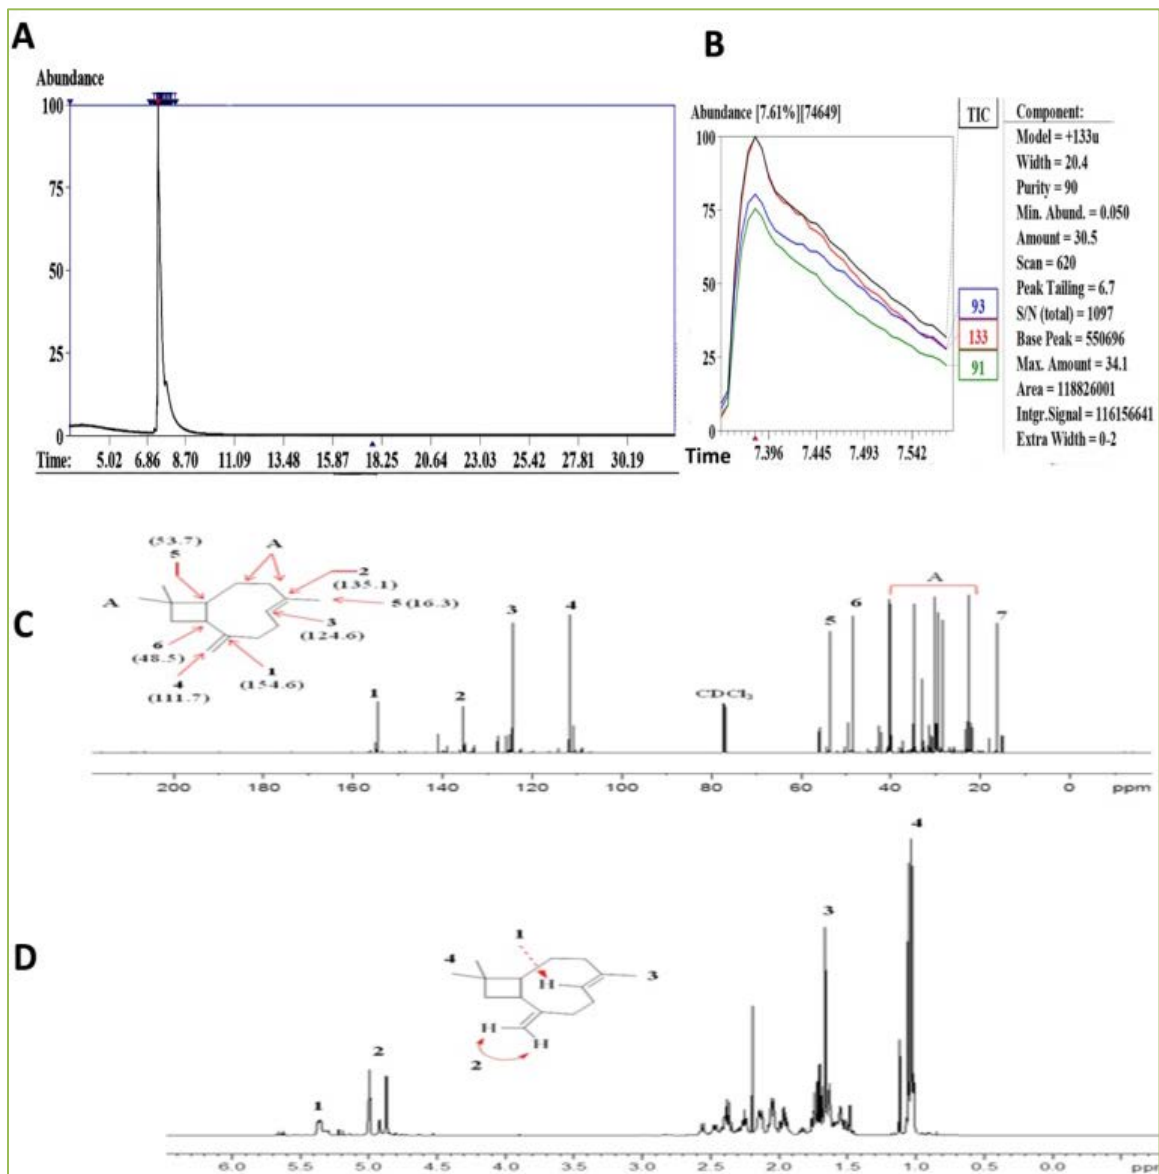 A
Abundance
100
75
50
25
0
Time: 5.02 6.86 8.70 11.09 13.48 15.87 18.25 20.64 23.03 25.42 27.81 30.19
B
Abundance [7.61%][74649]
100
75
50
25
0
Time 7.396 7.445 7.493 7.542
TIC
93
133
91
Component:
Model = +133u
Width = 20.4
Purity = 90
Min. Abund. = 0.050
Amount = 30.5
Scan = 620
Peak Tailing = 6.7
S/N (total) = 1097
Base Peak = 550696
Max. Amount = 34.1
Area = 118826001
Intgr.Signal = 116156641
Extra Width = 0-2
C
(53.7)
5
A
2
(135.1)
A
5 (16.3)
3
(124.6)
6
(48.5)
1
(154.6)
4
(111.7)
1
2
3
4
CDCl3
5
6
A
7
200 180 160 140 120 100 80 60 40 20 0 ppm
D
1
4
3
H
H
H
2
1
2
3
4
6.0 5.5 5.0 4.5 4.0 3.5 3.0 2.5 2.0 1.5 1.0 0.5 0.0 ppm